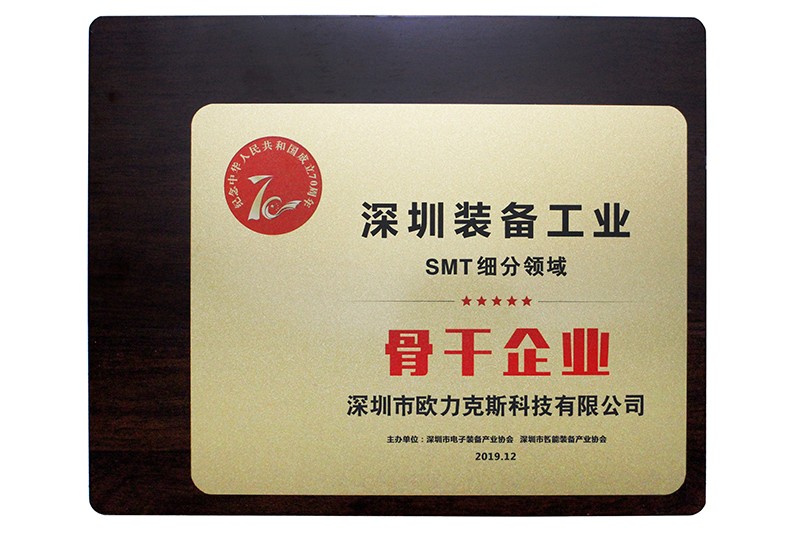 纪念中华人民共和国成立70周年
70
深圳装备工业
SMT细分领域
骨干企业
深圳市欧力克斯科技有限公司
主办单位：深圳市电子装备产业协会 深圳市智能装备产业协会
2019.12